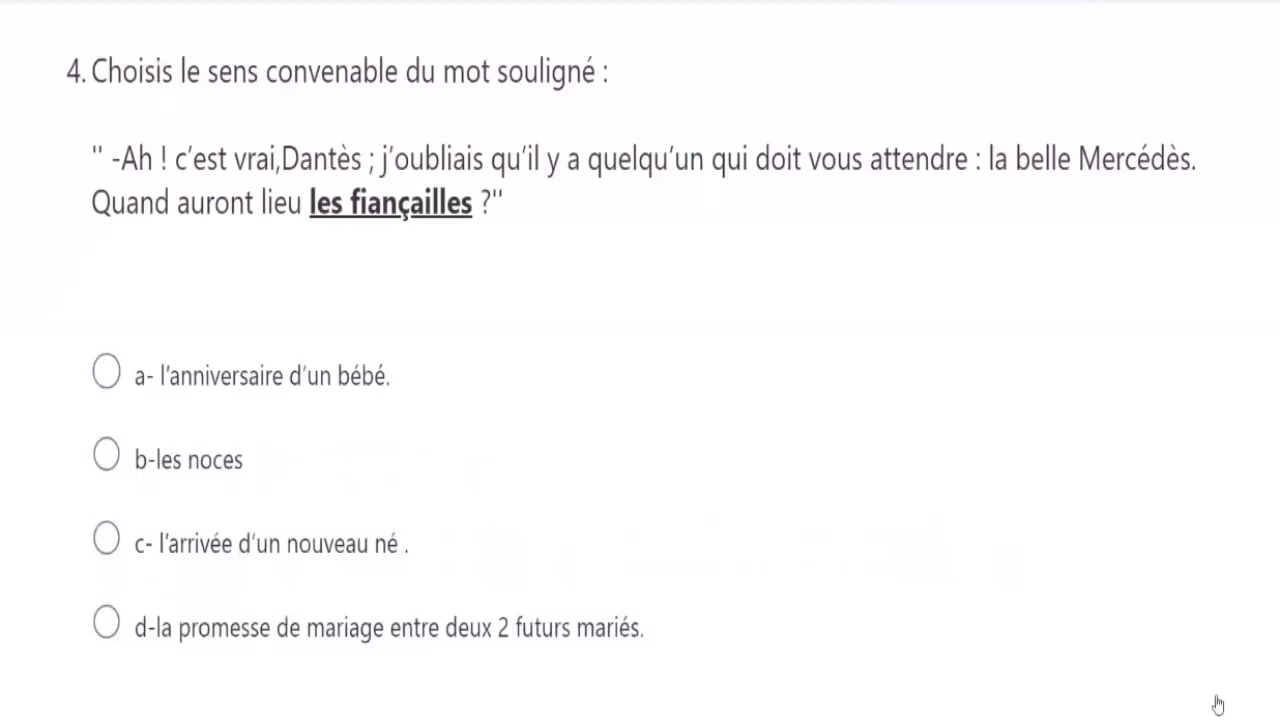 4. Choisis le sens convenable du mot souligné :
" -Ah ! c'est vrai,Dantès ; j'oubliais qu'il y a quelqu'un qui doit vous attendre : la belle Mercédès.
Quand auront lieu les fiançailles ?"
a- l'anniversaire d'un bébé.
b-les noces
c- l'arrivée d'un nouveau né .
d-la promesse de mariage entre deux 2 futurs mariés.